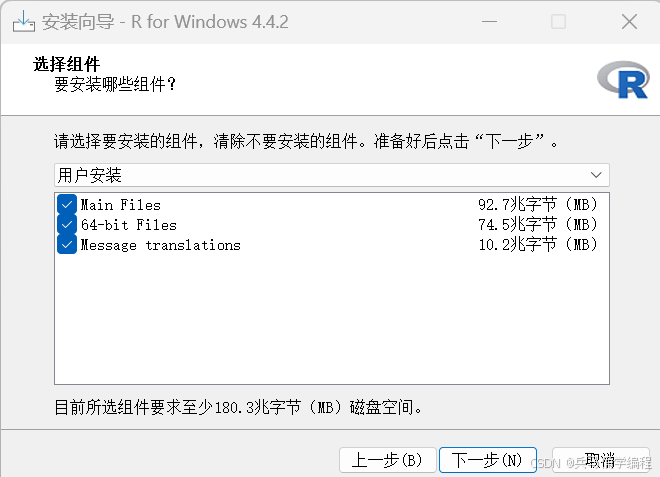 安装向导 - R for Windows 4.4.2
选择组件
要安装哪些组件？
R
请选择要安装的组件，清除不要安装的组件。准备好后点击“下一步”。
用户安装
Main Files 92.7兆字节（MB）
64-bit Files 74.5兆字节（MB）
Message translations 10.2兆字节（MB）
目前所选组件要求至少180.3兆字节（MB）磁盘空间。
上一步(B) 下一步(N) 取消
CSDN @兵 学编程